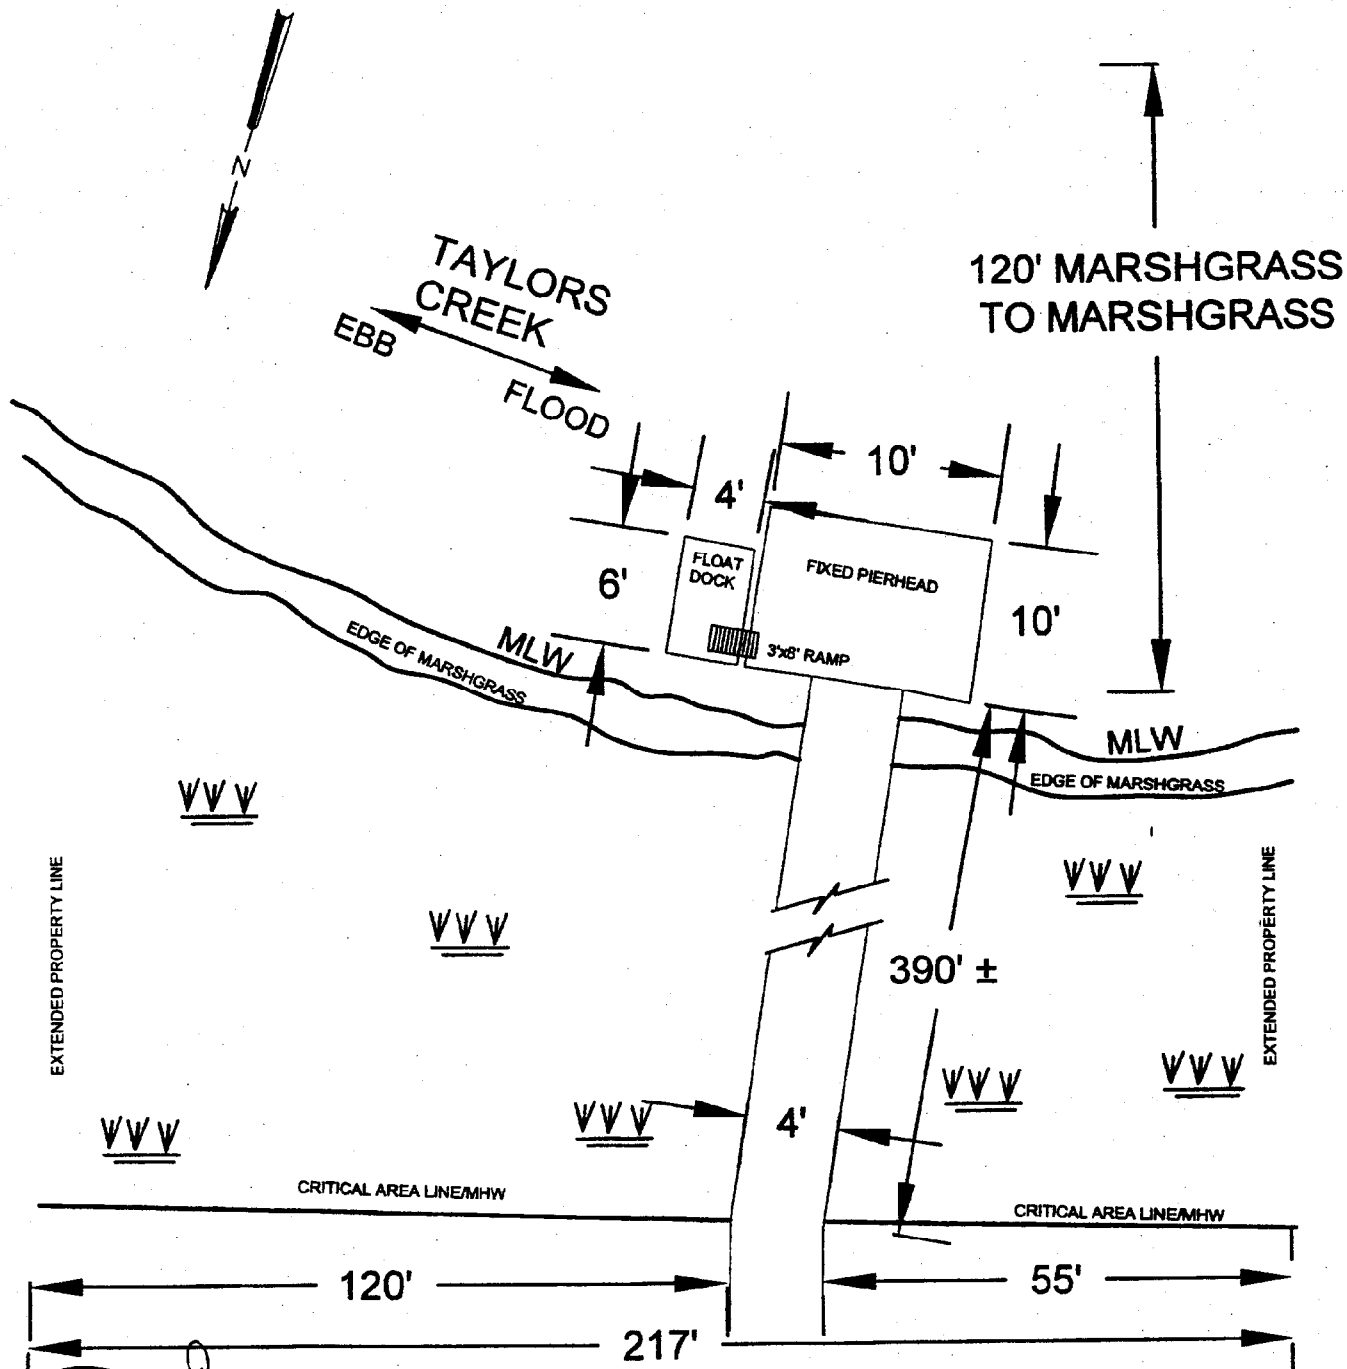 N
TAYLORS
CREEK
EBB
FLOOD
120' MARSHGRASS
TO MARSHGRASS
10'
4'
FLOAT
DOCK
FIXED PIERHEAD
6'
10'
MLW
3'x8' RAMP
EDGE OF MARSHGRASS
MLW
EDGE OF MARSHGRASS
EXTENDED PROPERTY LINE
EXTENDED PROPERTY LINE
390' ±
4'
CRITICAL AREA LINE/MHW
CRITICAL AREA LINE/MHW
120'
55'
217'